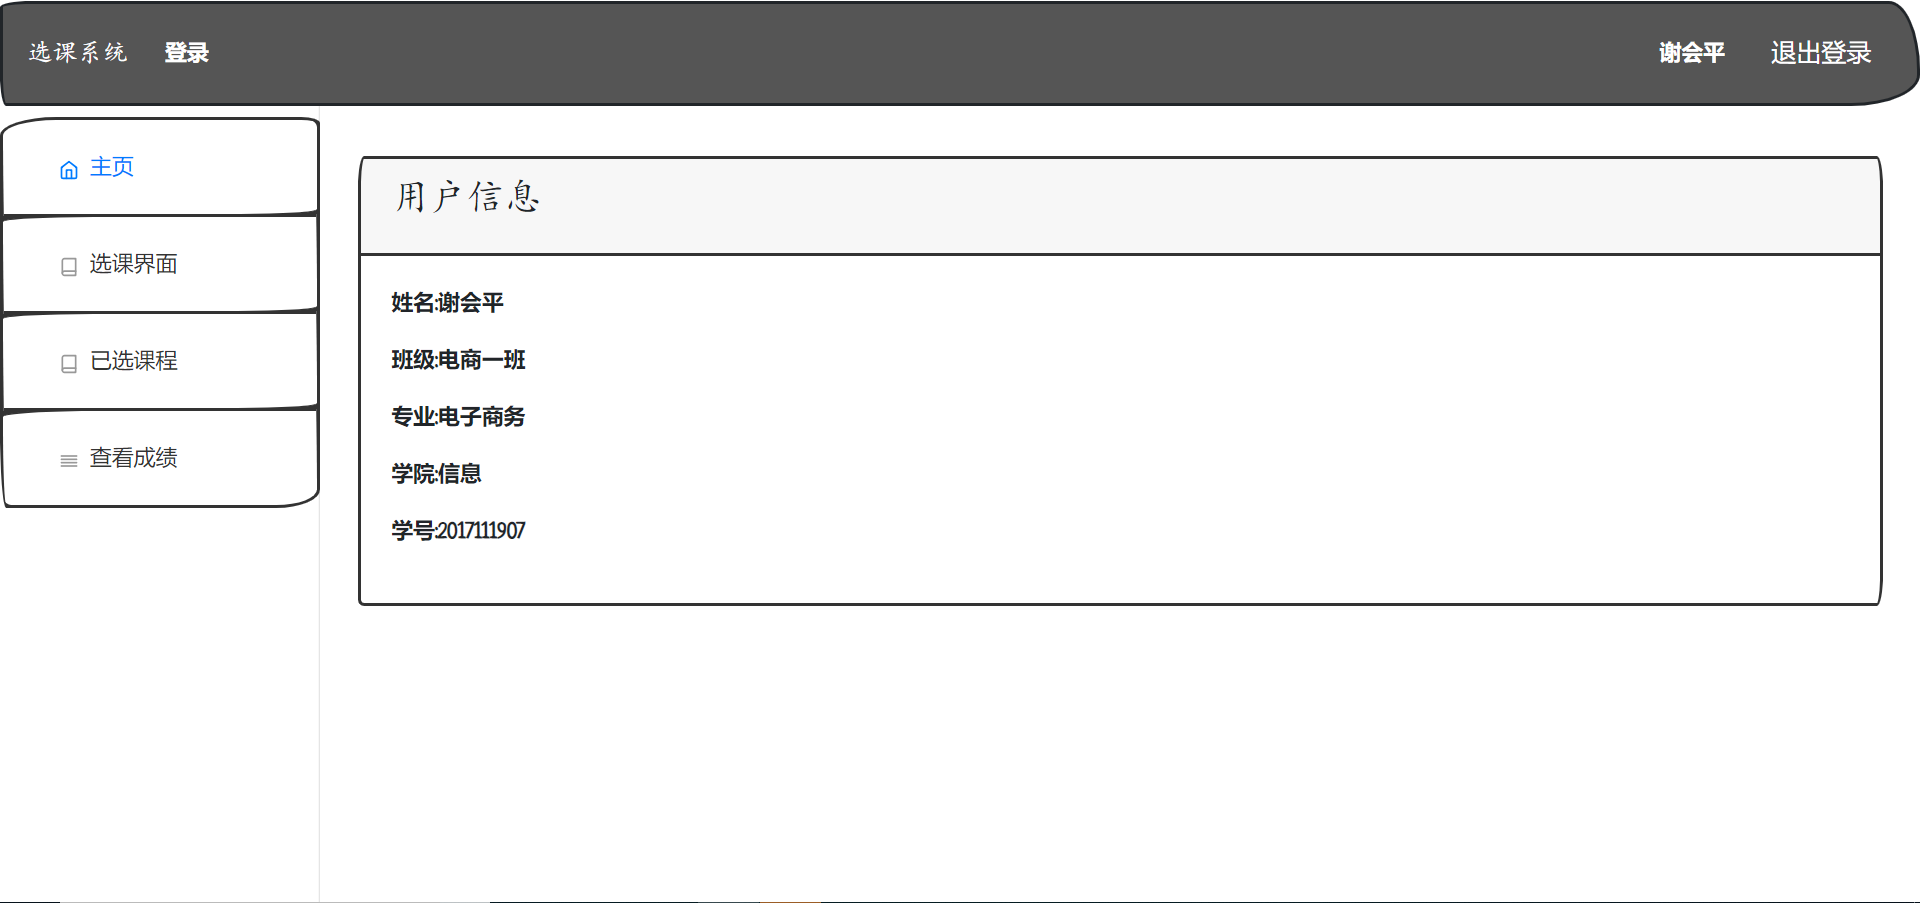 选课系统 登录 谢会平 退出登录
主页
选课界面
已选课程
查看成绩
用户信息
姓名:谢会平
班级:电商一班
专业:电子商务
学院:信息
学号:2017111907